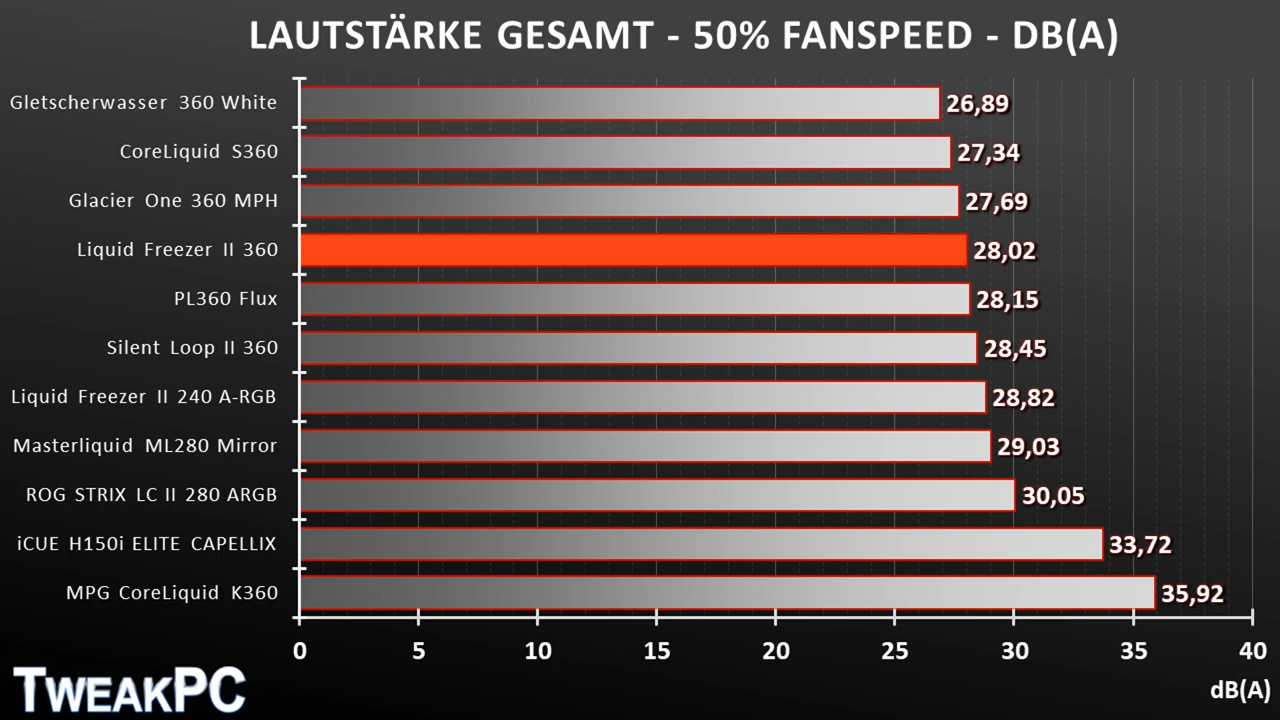 LAUTSTÄRKE GESAMT - 50% FANSPEED - DB(A)
Gletscherwasser 360 White 26,89
CoreLiquid S360 27,34
Glacier One 360 MPH 27,69
Liquid Freezer II 360 28,02
PL360 Flux 28,15
Silent Loop II 360 28,45
Liquid Freezer II 240 A-RGB 28,82
Masterliquid ML280 Mirror 29,03
ROG STRIX LC II 280 ARGB 30,05
iCUE H150i ELITE CAPELLIX 33,72
MPG CoreLiquid K360 35,92
0 5 10 15 20 25 30 35 40
dB(A)
TWEAKPC